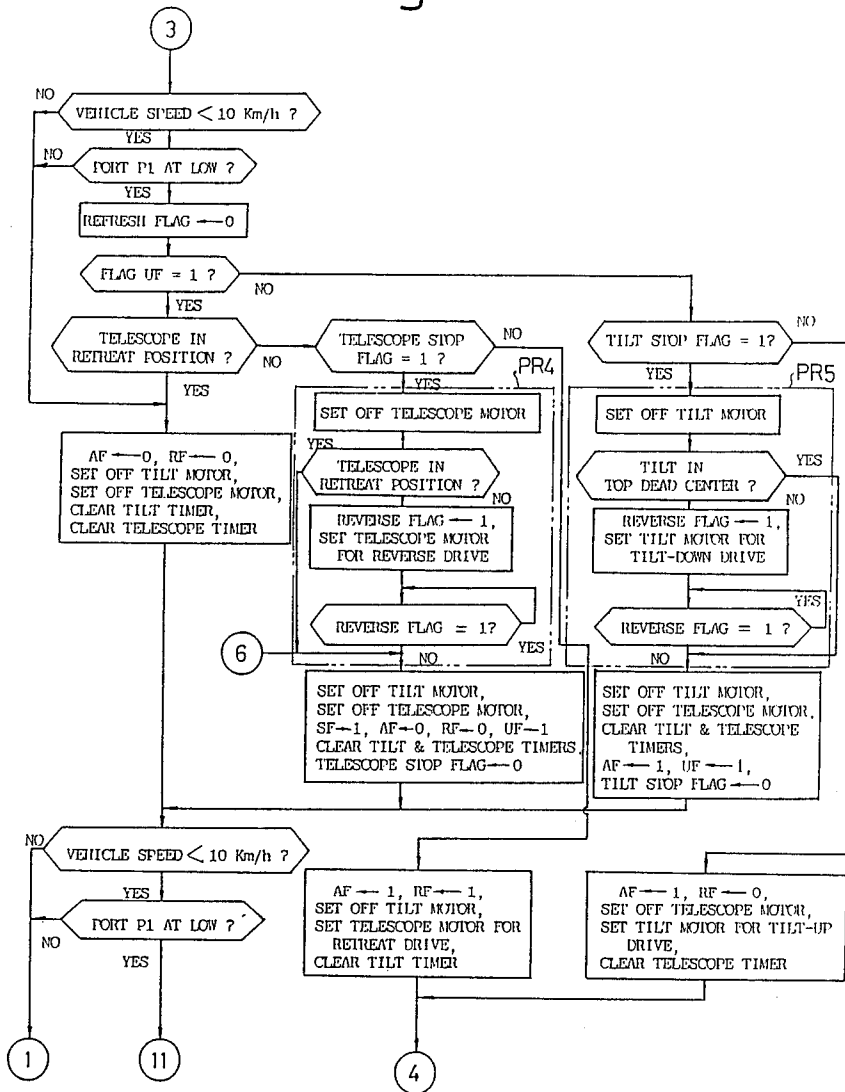 3
NO
VEHICLE SPEED < 10 Km/h ?
YES
NO
PORT P1 AT LOW ?
YES
REFRESH FLAG ← 0
FLAG UF = 1 ?
NO
YES
TELESCOPE IN
RETREAT POSITION ?
NO
YES
TELESCOPE STOP
FLAG = 1 ?
NO
YES
PR4
TILT STOP FLAG = 1?
NO
YES
PR5
SET OFF TELESCOPE MOTOR
YES
TELESCOPE IN
RETREAT POSITION ?
NO
REVERSE FLAG ← 1,
SET TELESCOPE MOTOR
FOR REVERSE DRIVE
REVERSE FLAG = 1?
YES
NO
SET OFF TILT MOTOR
TILT IN
TOP DEAD CENTER ?
YES
NO
REVERSE FLAG ← 1,
SET TILT MOTOR FOR
TILT-DOWN DRIVE
YES
REVERSE FLAG = 1 ?
NO
AF ← 0, RF ← 0,
SET OFF TILT MOTOR,
SET OFF TELESCOPE MOTOR,
CLEAR TILT TIMER,
CLEAR TELESCOPE TIMER
6
SET OFF TILT MOTOR,
SET OFF TELESCOPE MOTOR,
SF←1, AF←0, RF←0, UF←1
CLEAR TILT & TELESCOPE TIMERS,
TELESCOPE STOP FLAG←0
SET OFF TILT MOTOR,
SET OFF TELESCOPE MOTOR,
CLEAR TILT & TELESCOPE
TIMERS,
AF ← 1, UF ← 1,
TILT STOP FLAG ← 0
NO
VEHICLE SPEED < 10 Km/h ?
YES
PORT P1 AT LOW ?
NO
YES
AF ← 1, RF ← 1,
SET OFF TILT MOTOR,
SET TELESCOPE MOTOR FOR
RETREAT DRIVE,
CLEAR TILT TIMER
AF ← 1, RF ← 0,
SET OFF TELESCOPE MOTOR,
SET TILT MOTOR FOR TILT-UP
DRIVE,
CLEAR TELESCOPE TIMER
1
11
4